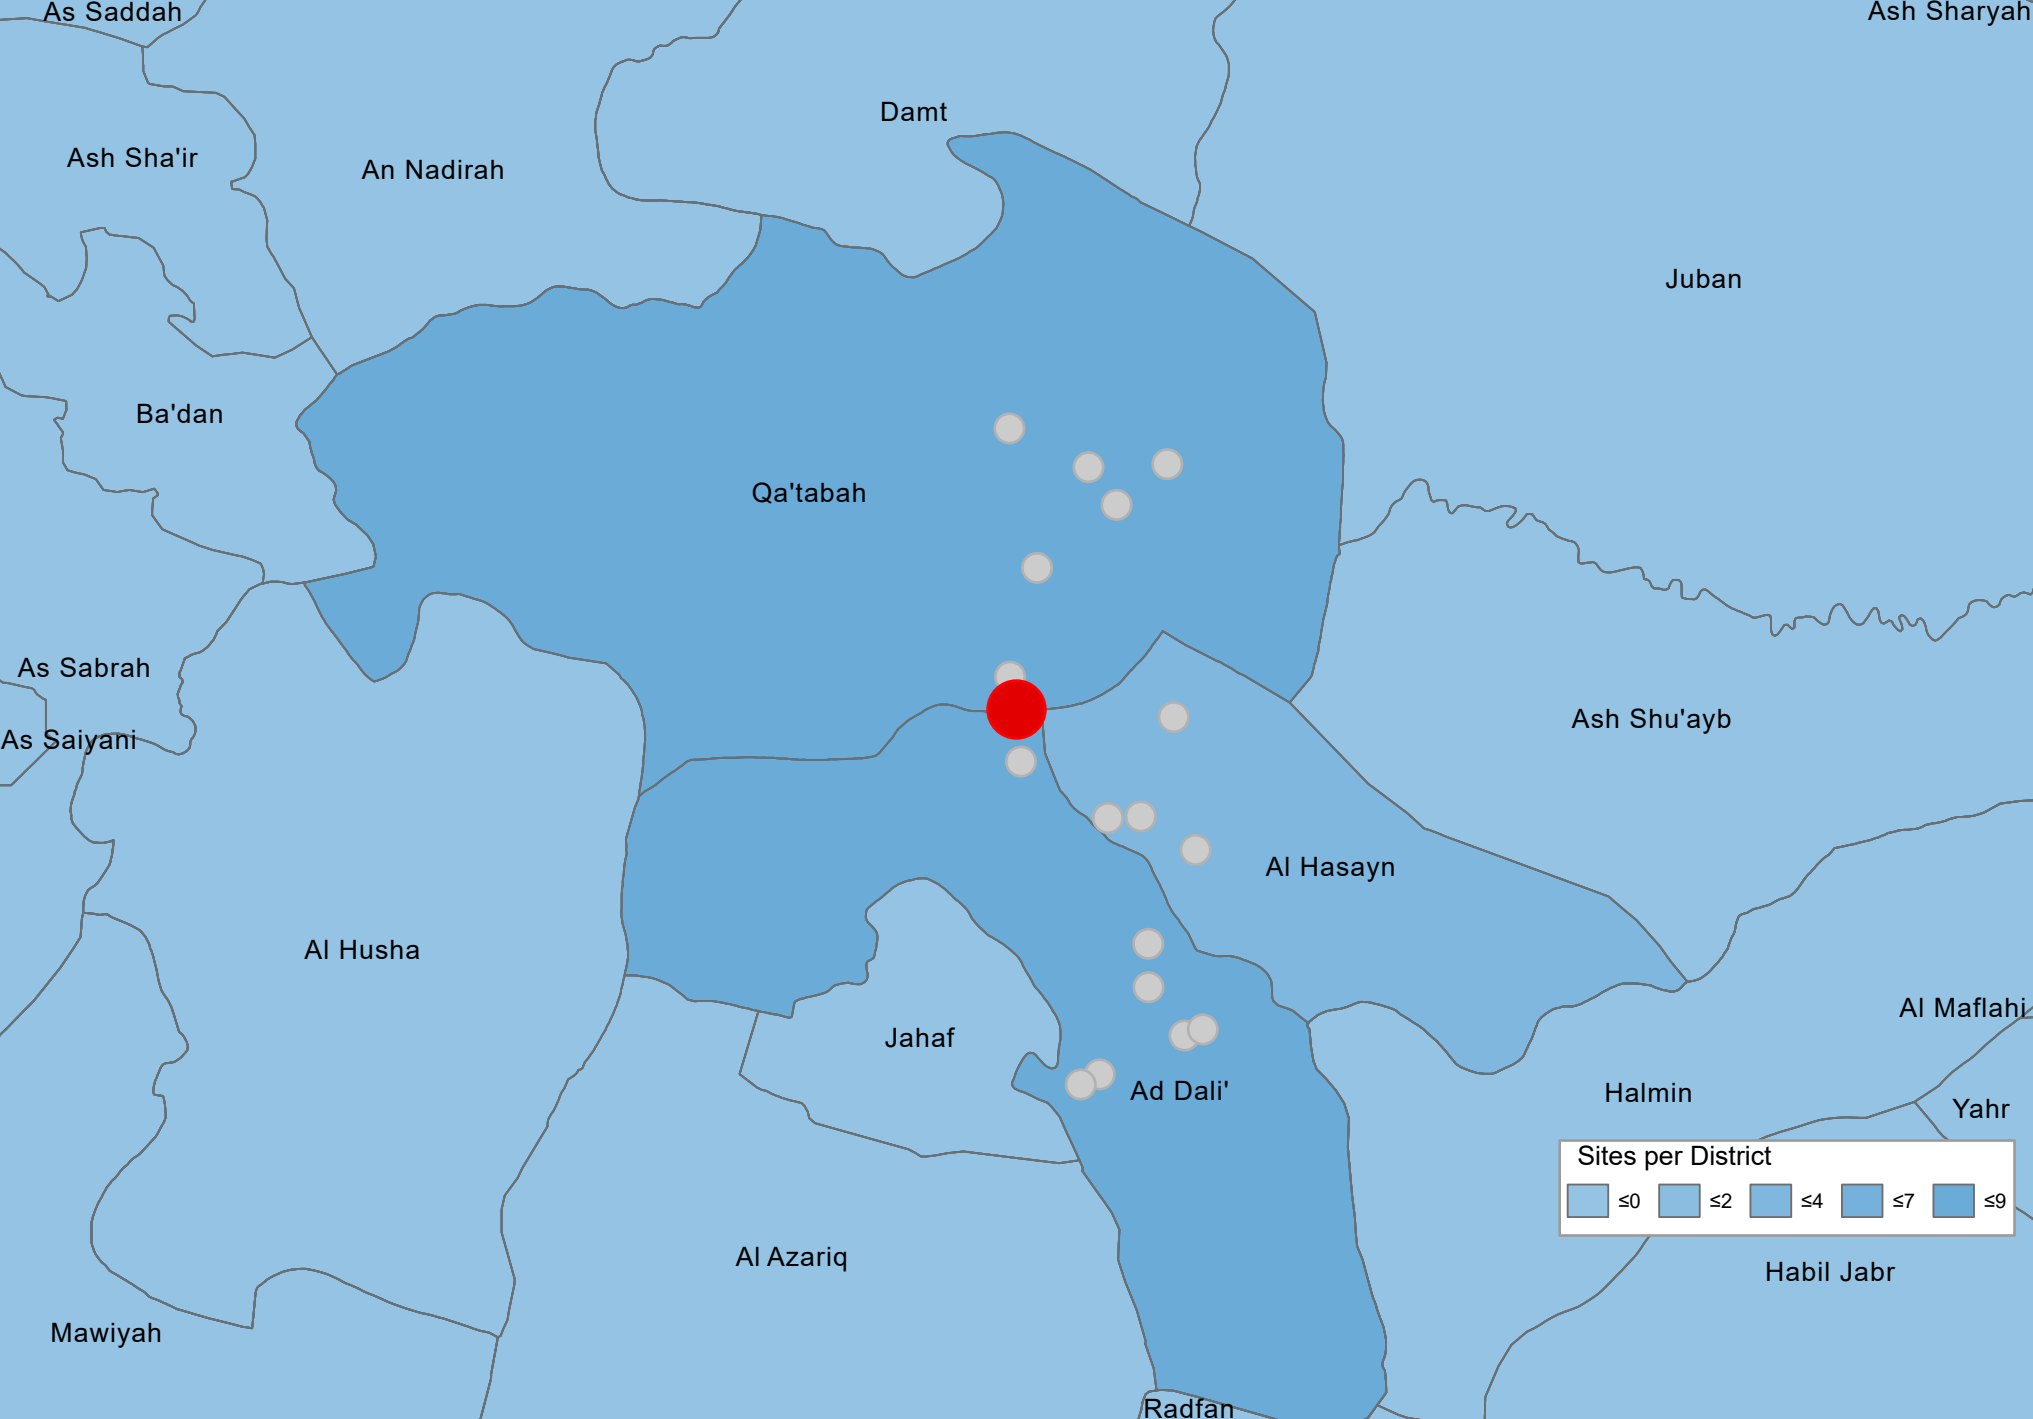 As Saddah
Ash Sharyah
Damt
Ash Sha'ir
An Nadirah
Juban
Ba'dan
Qa'tabah
As Sabrah
Ash Shu'ayb
As Saiyani
Al Hasayn
Al Husha
Al Maflahi
Jahaf
Ad Dali'
Halmin
Yahr
Sites per District
≤0 ≤2 ≤4 ≤7 ≤9
Al Azariq
Habil Jabr
Mawiyah
Radfan